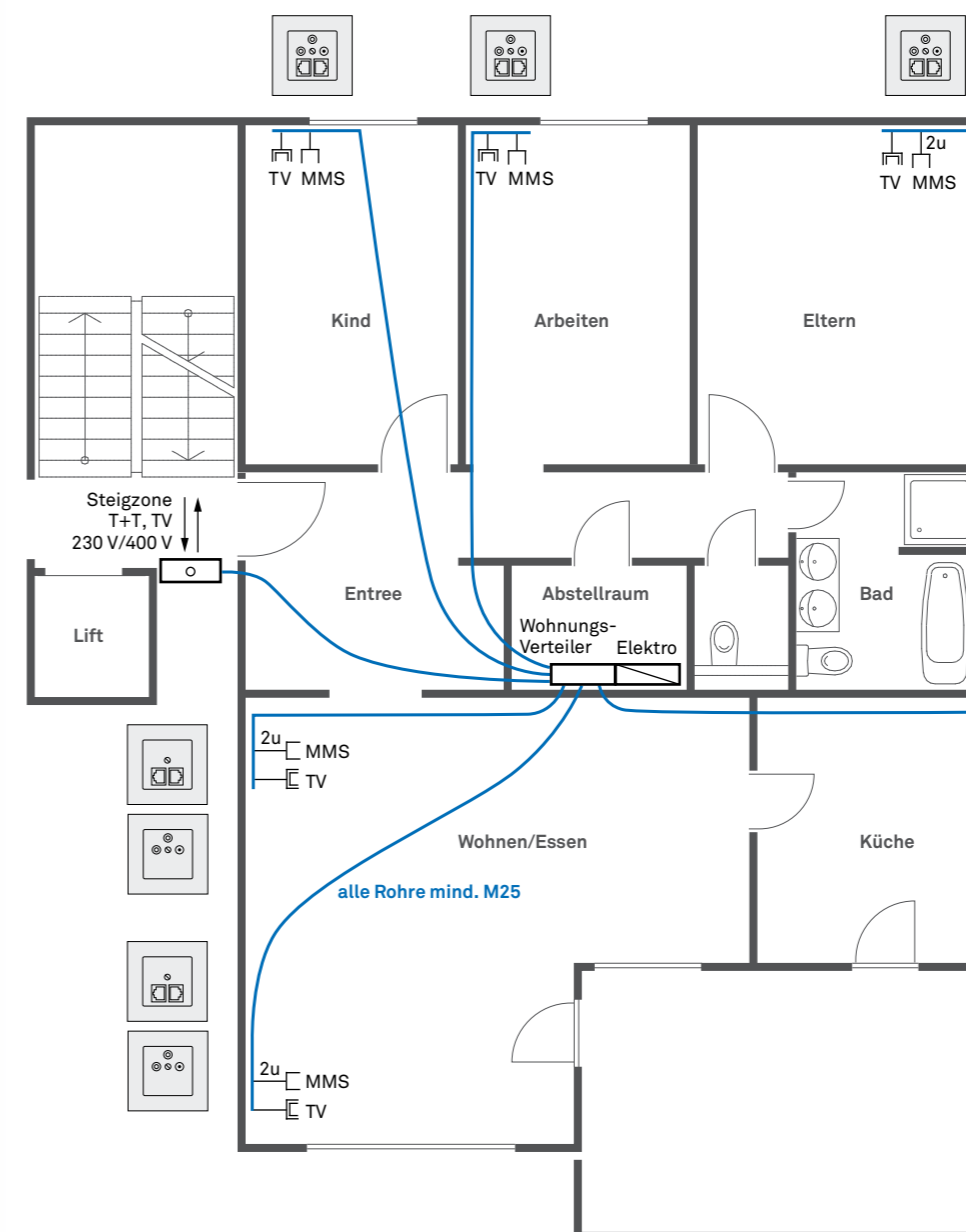 TV MMS
TV MMS
2u
TV MMS
Kind
Arbeiten
Eltern
Steigzone
T+T, TV
230 V/400 V
Lift
Entree
Abstellraum
Wohnungs-
Verteiler
Elektro
Bad
2u
MMS
TV
Wohnen/Essen
Küche
alle Rohre mind. M25
2u
MMS
TV